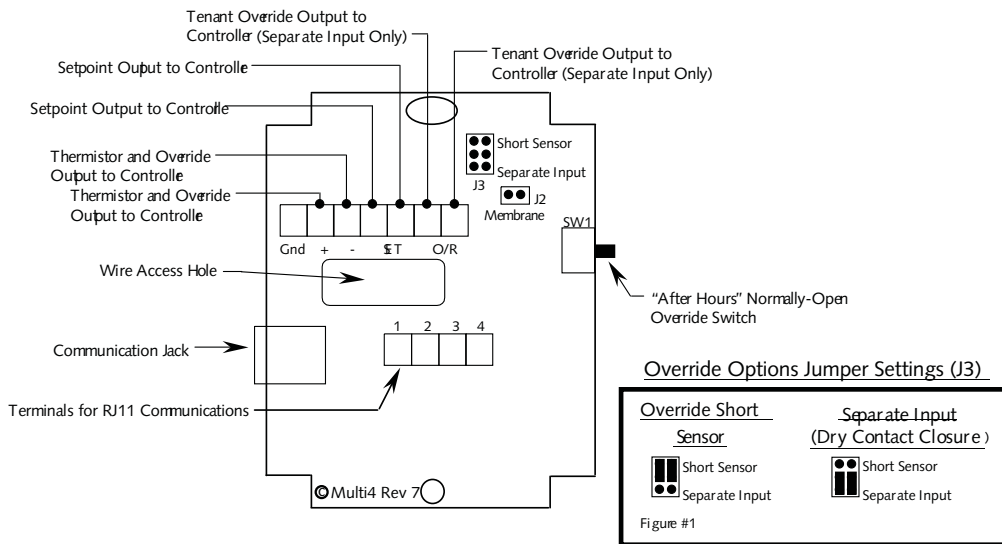 Tenant Override Output to
Controller (Separate Input Only)
Tenant Override Output to
Controller (Separate Input Only)
Setpoint Output to Controlle
Setpoint Output to Controlle
Thermistor and Override
Output to Controlle
Thermistor and Override
Output to Controlle
Short Sensor
Separate Input
J3
J2
Membrane
SW1
Gnd + - SET O/R
Wire Access Hole
"After Hours" Normally-Open
Override Switch
1 2 3 4
Communication Jack
Terminals for RJ11 Communications
©Multi4 Rev 7
Override Options Jumper Settings (J3)
Override Short
Sensor
Short Sensor
Separate Input
Separate Input
(Dry Contact Closure)
Short Sensor
Separate Input
Figure #1